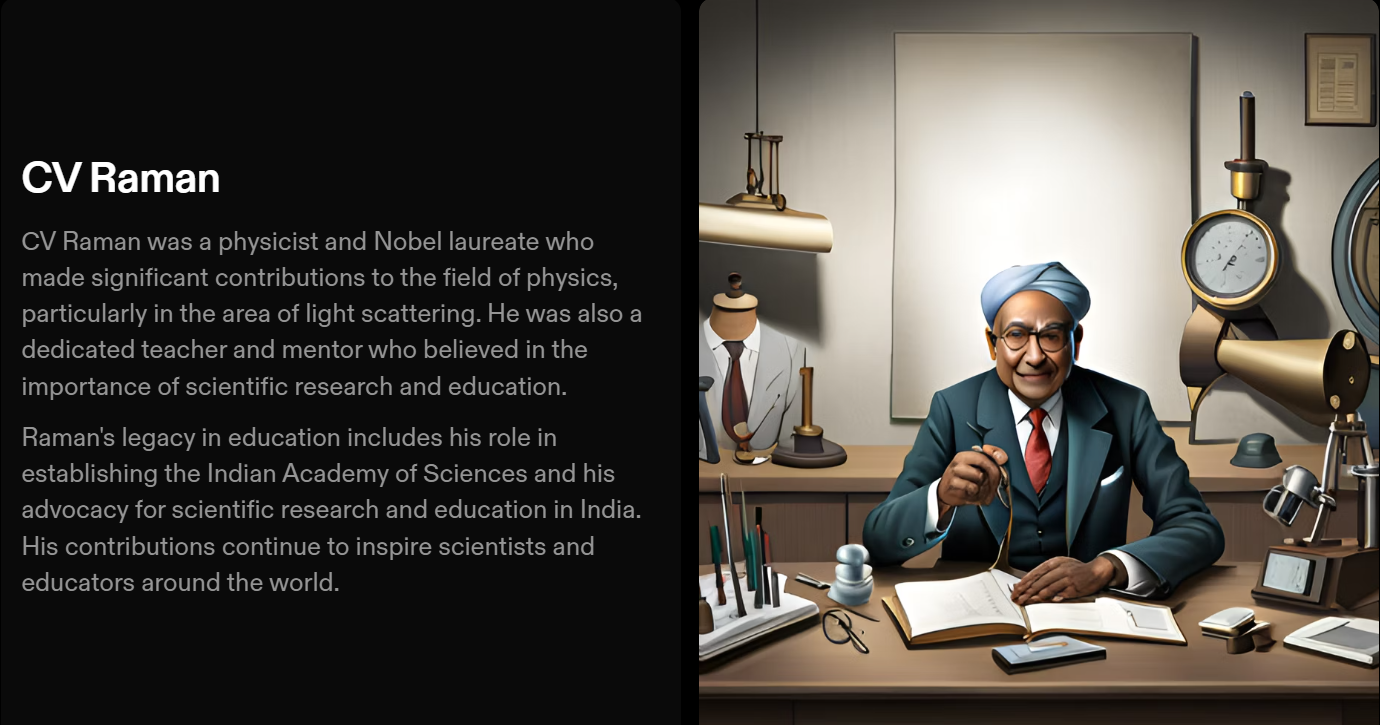 CV Raman
CV Raman was a physicist and Nobel laureate who
made significant contributions to the field of physics,
particularly in the area of light scattering. He was also a
dedicated teacher and mentor who believed in the
importance of scientific research and education.
Raman's legacy in education includes his role in
establishing the Indian Academy of Sciences and his
advocacy for scientific research and education in India.
His contributions continue to inspire scientists and
educators around the world.